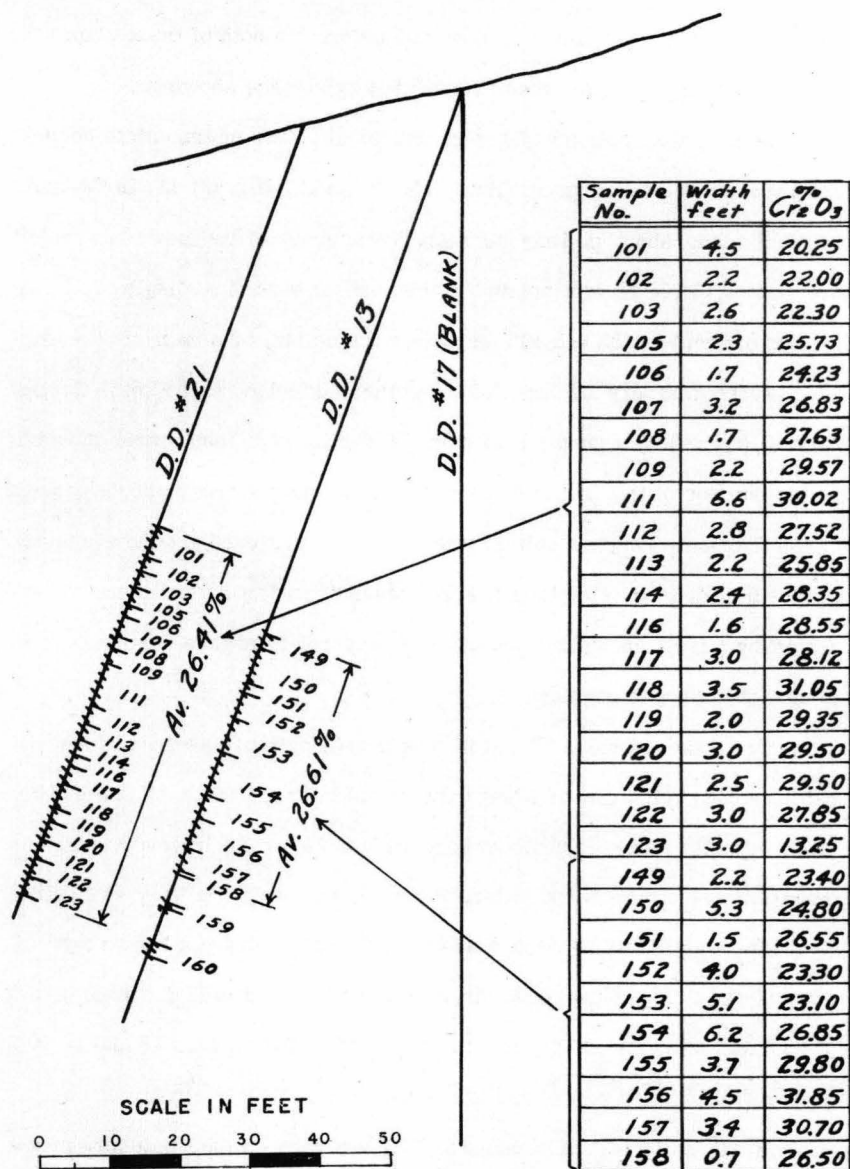 D.D. #21
D.D. #13
D.D. #17 (BLANK)
101
102
103
105
106
107
108
109
111
112
113
114
116
117
118
119
120
121
122
123
Av. 26.41%
149
150
151
152
153
154
155
156
157
158
159
160
Av. 26.61%
Sample No. Width feet % Cr2O3
101 4.5 20.25
102 2.2 22.00
103 2.6 22.30
105 2.3 25.73
106 1.7 24.23
107 3.2 26.83
108 1.7 27.63
109 2.2 29.57
111 6.6 30.02
112 2.8 27.52
113 2.2 25.85
114 2.4 28.35
116 1.6 28.55
117 3.0 28.12
118 3.5 31.05
119 2.0 29.35
120 3.0 29.50
121 2.5 29.50
122 3.0 27.85
123 3.0 13.25
149 2.2 23.40
150 5.3 24.80
151 1.5 26.55
152 4.0 23.30
153 5.1 23.10
154 6.2 26.85
155 3.7 29.80
156 4.5 31.85
157 3.4 30.70
158 0.7 26.50
SCALE IN FEET
0 10 20 30 40 50